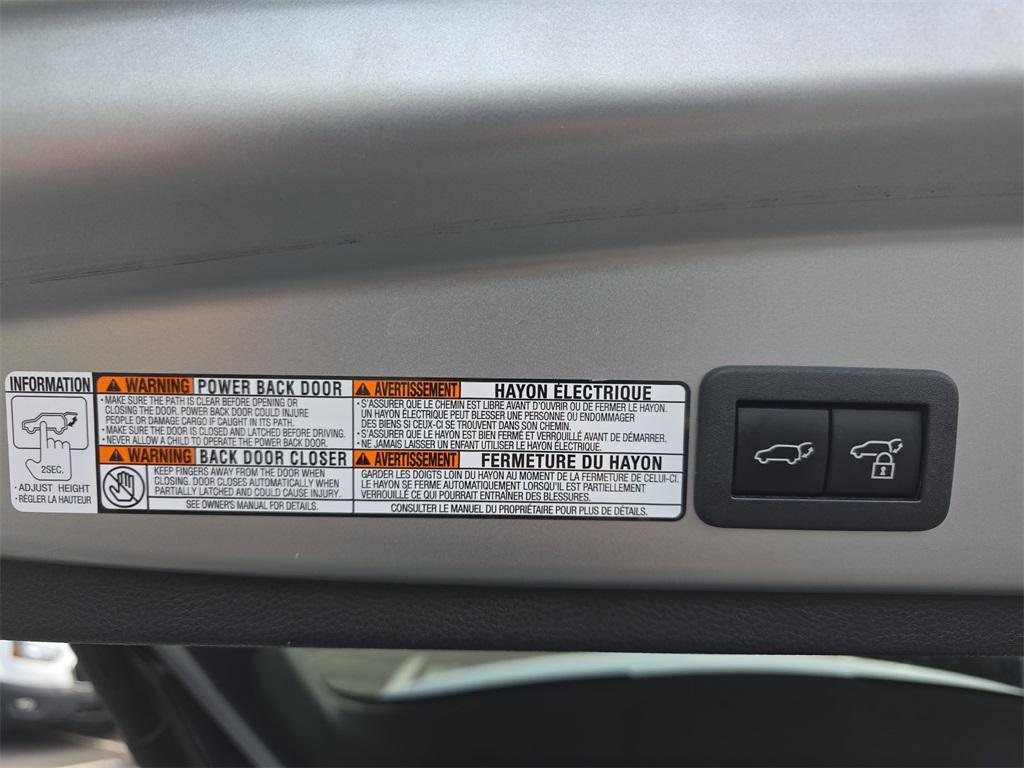 INFORMATION
2SEC.
· ADJUST HEIGHT
· RÉGLER LA HAUTEUR
WARNING POWER BACK DOOR
· MAKE SURE THE PATH IS CLEAR BEFORE OPENING OR
CLOSING THE DOOR. POWER BACK DOOR COULD INJURE
PEOPLE OR DAMAGE CARGO IF CAUGHT IN ITS PATH.
· MAKE SURE THE DOOR IS CLOSED AND LATCHED BEFORE DRIVING.
· NEVER ALLOW A CHILD TO OPERATE THE POWER BACK DOOR.
WARNING BACK DOOR CLOSER
KEEP FINGERS AWAY FROM THE DOOR WHEN
CLOSING. DOOR CLOSES AUTOMATICALLY WHEN
PARTIALLY LATCHED AND COULD CAUSE INJURY.
SEE OWNER'S MANUAL FOR DETAILS.
AVERTISSEMENT HAYON ÉLECTRIQUE
· S'ASSURER QUE LE CHEMIN EST LIBRE AVANT D'OUVRIR OU DE FERMER LE HAYON.
UN HAYON ÉLECTRIQUE PEUT BLESSER UNE PERSONNE OU ENDOMMAGER
DES BIENS SI CEUX-CI SE TROUVENT DANS SON CHEMIN.
· S'ASSURER QUE LE HAYON EST BIEN FERMÉ ET VERROUILLÉ AVANT DE DÉMARRER.
· NE JAMAIS LAISSER UN ENFANT UTILISER LE HAYON ÉLECTRIQUE.
AVERTISSEMENT FERMETURE DU HAYON
GARDER LES DOIGTS LOIN DU HAYON AU MOMENT DE LA FERMETURE DE CELUI-CI.
LE HAYON SE FERME AUTOMATIQUEMENT LORSQU'IL EST PARTIELLEMENT
VERROUILLÉ CE QUI POURRAIT ENTRAÎNER DES BLESSURES.
CONSULTER LE MANUEL DU PROPRIÉTAIRE POUR PLUS DE DÉTAILS.